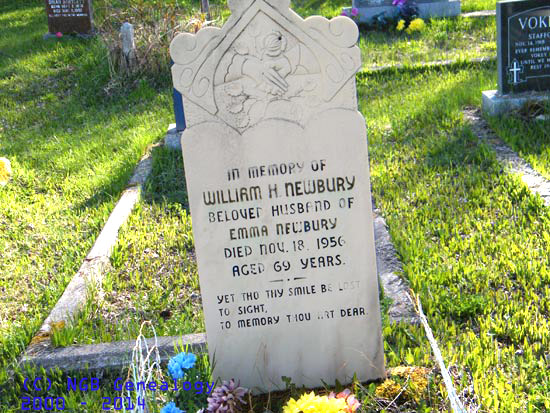 IN MEMORY OF
WILLIAM H. NEWBURY
BELOVED HUSBAND OF
EMMA NEWBURY
DIED NOV. 18. 1956
AGED 69 YEARS.
YET THO THY SMILE BE LOST
TO SIGHT,
TO MEMORY THOU ART DEAR.
VOKEY
(C) NGB Genealogy
2000 2014